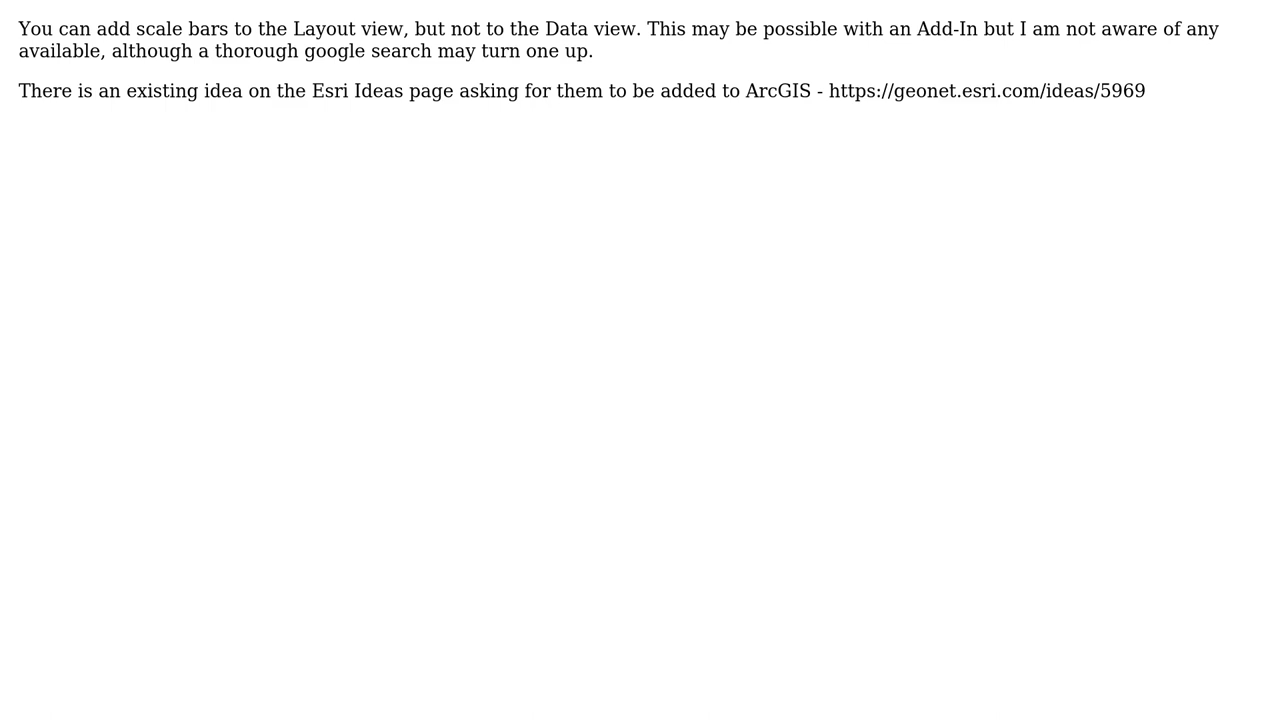 You can add scale bars to the Layout view, but not to the Data view. This may be possible with an Add-In but I am not aware of any
available, although a thorough google search may turn one up.
There is an existing idea on the Esri Ideas page asking for them to be added to ArcGIS - https://geonet.esri.com/ideas/5969